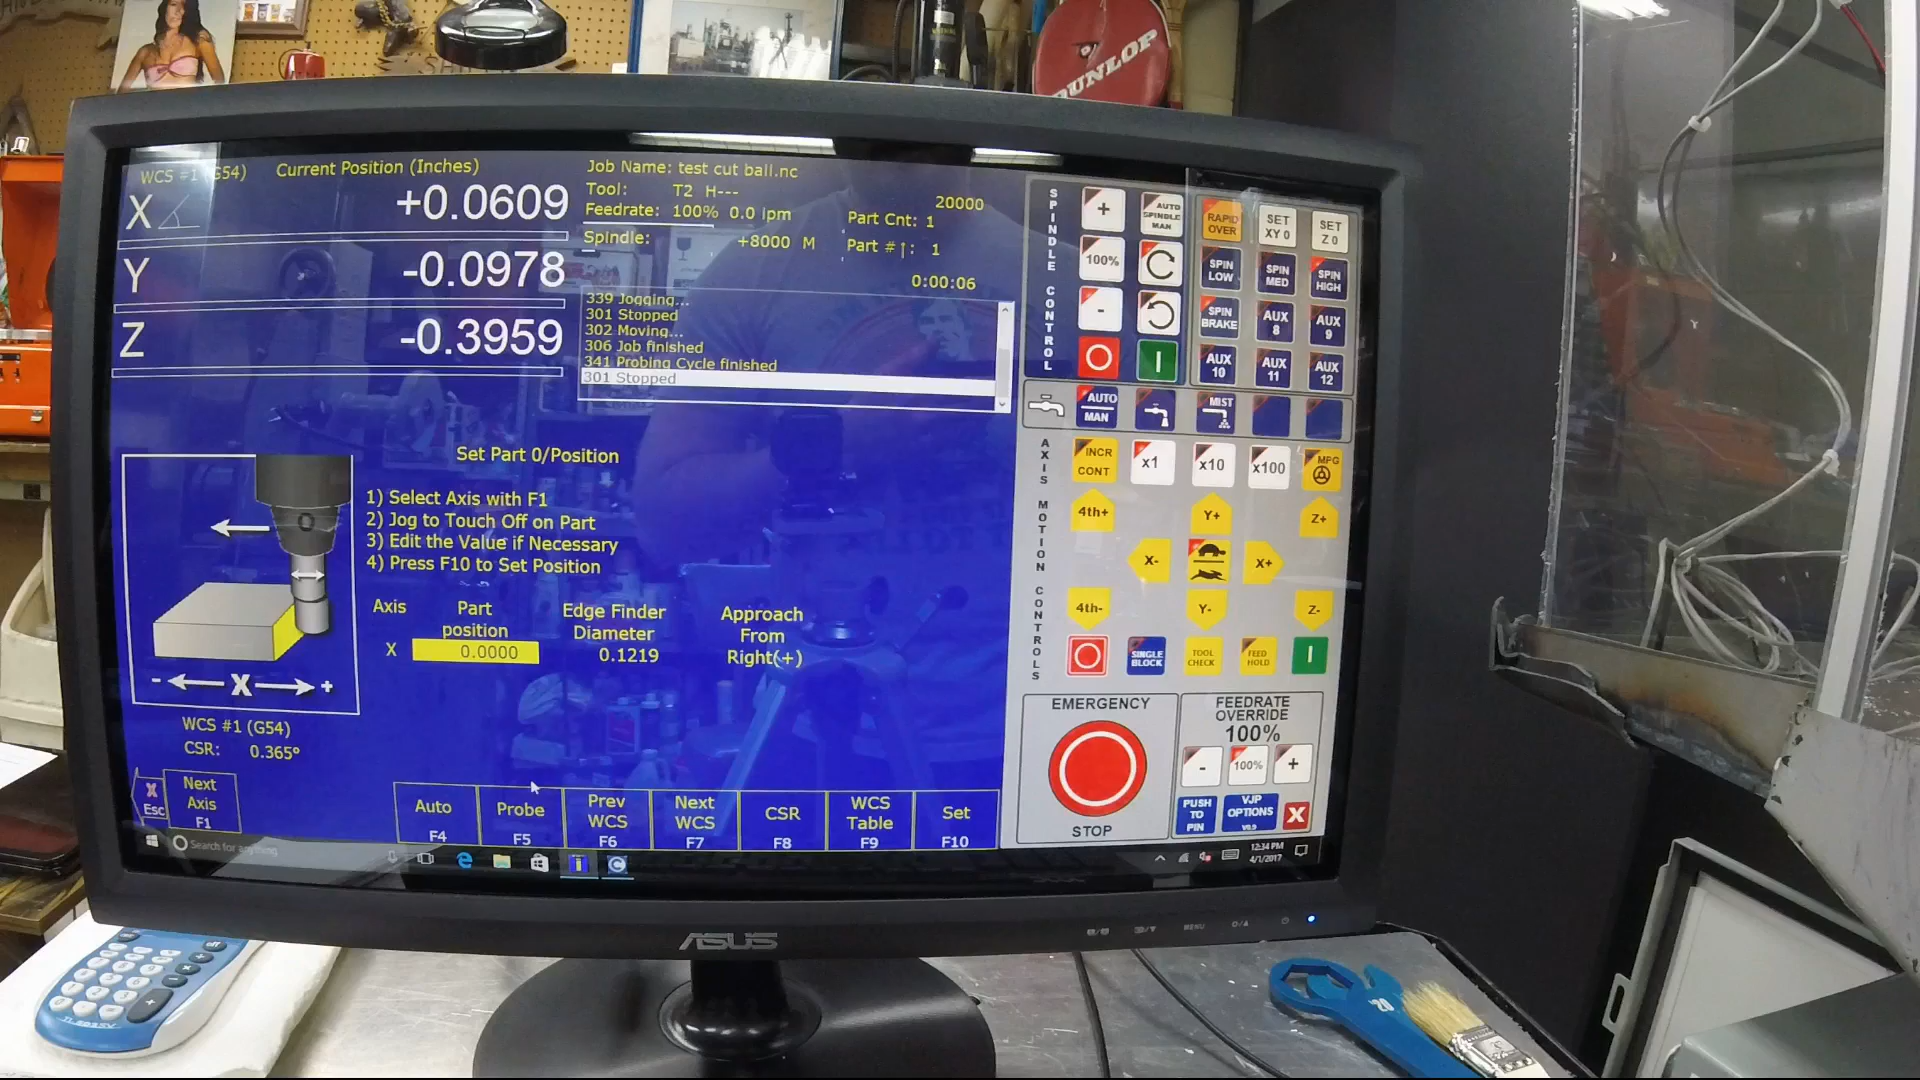 DUNLOP
WCS #1 (G54)
Current Position (Inches)
X +0.0609
Y -0.0978
Z -0.3959
Job Name: test cut ball.nc
Tool: T2 H---
Feedrate: 100% 0.0 ipm
Spindle: +8000 M
20000
Part Cnt: 1
Part #↑: 1
0:00:06
339 Jogging...
301 Stopped
302 Moving...
306 Job finished
341 Probing Cycle finished
301 Stopped
Set Part 0/Position
1) Select Axis with F1
2) Jog to Touch Off on Part
3) Edit the Value if Necessary
4) Press F10 to Set Position
Axis
Part position
Edge Finder Diameter
Approach From
X 0.0000 0.1219 Right(+)
- X +
WCS #1 (G54)
CSR: 0.365°
X Esc
Next Axis F1
Auto F4
Probe F5
Prev WCS F6
Next WCS F7
CSR F8
WCS Table F9
Set F10
Search for anything
12:34 PM
4/1/2017
SPINDLE CONTROL
+
AUTO SPINDLE MAN
RAPID OVER
SET XY 0
SET Z 0
100%
SPIN LOW
SPIN MED
SPIN HIGH
-
SPIN BRAKE
AUX 8
AUX 9
AUX 10
AUX 11
AUX 12
AUTO MAN
MIST
AXIS MOTION CONTROLS
INCR CONT
x1
x10
x100
MPG
4th+
Y+
Z+
X-
X+
4th-
Y-
Z-
SINGLE BLOCK
TOOL CHECK
FEED HOLD
EMERGENCY
STOP
FEEDRATE
OVERRIDE
100%
-
100%
+
PUSH TO PIN
VJP OPTIONS
X
ASUS
MENU